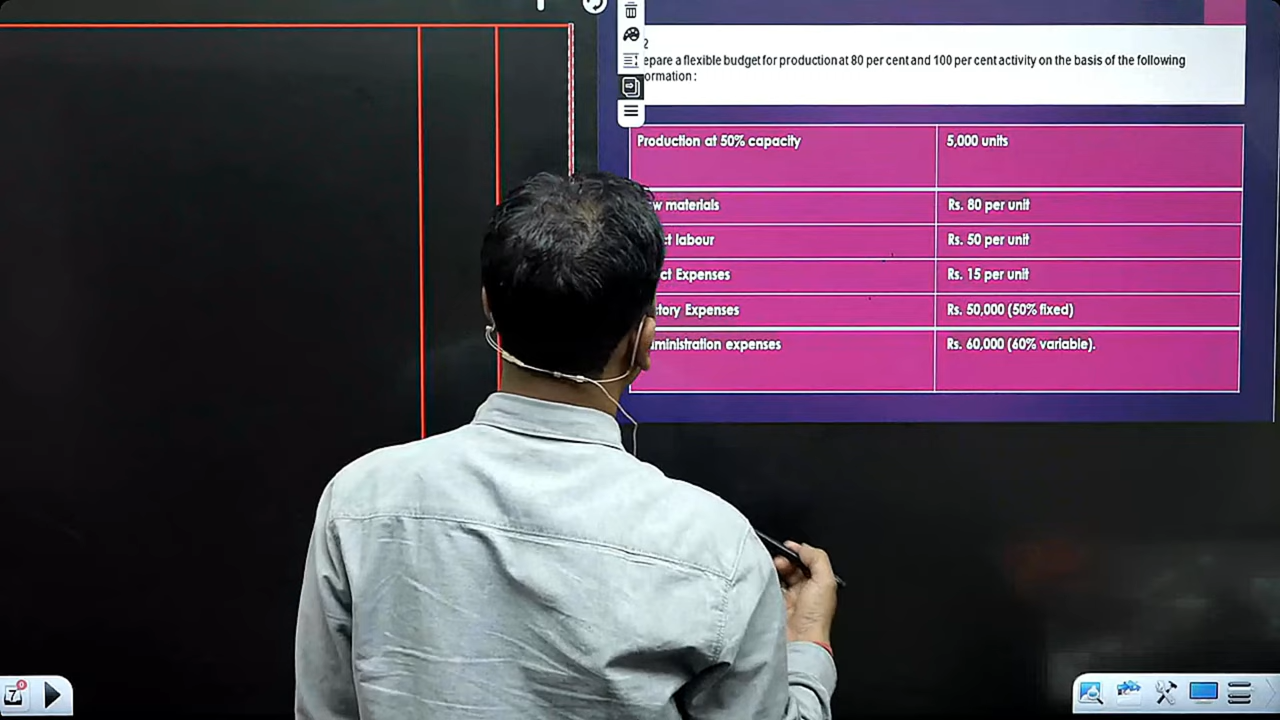 2
epare a flexible budget for production at 80 per cent and 100 per cent activity on the basis of the following
ormation :
Production at 50% capacity 5,000 units
w materials Rs. 80 per unit
ct labour Rs. 50 per unit
ct Expenses Rs. 15 per unit
tory Expenses Rs. 50,000 (50% fixed)
ministration expenses Rs. 60,000 (60% variable).
7